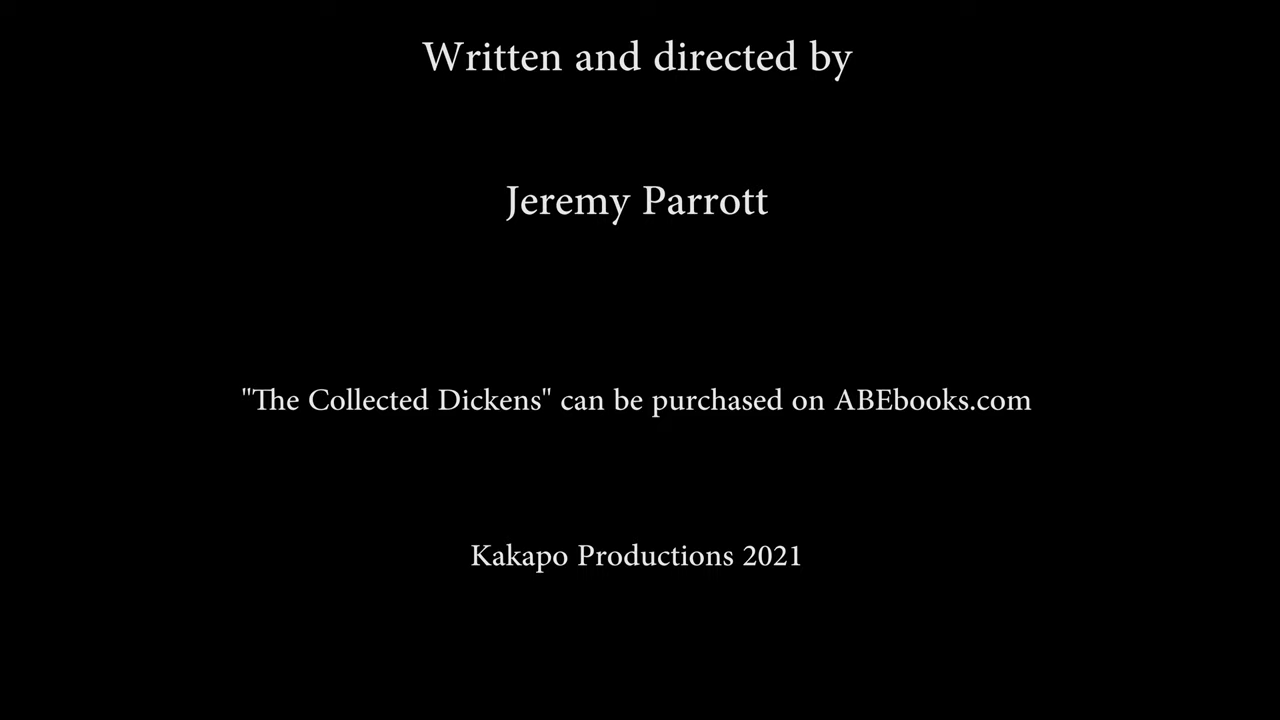 Written and directed by
Jeremy Parrott
"The Collected Dickens" can be purchased on ABEbooks.com
Kakapo Productions 2021